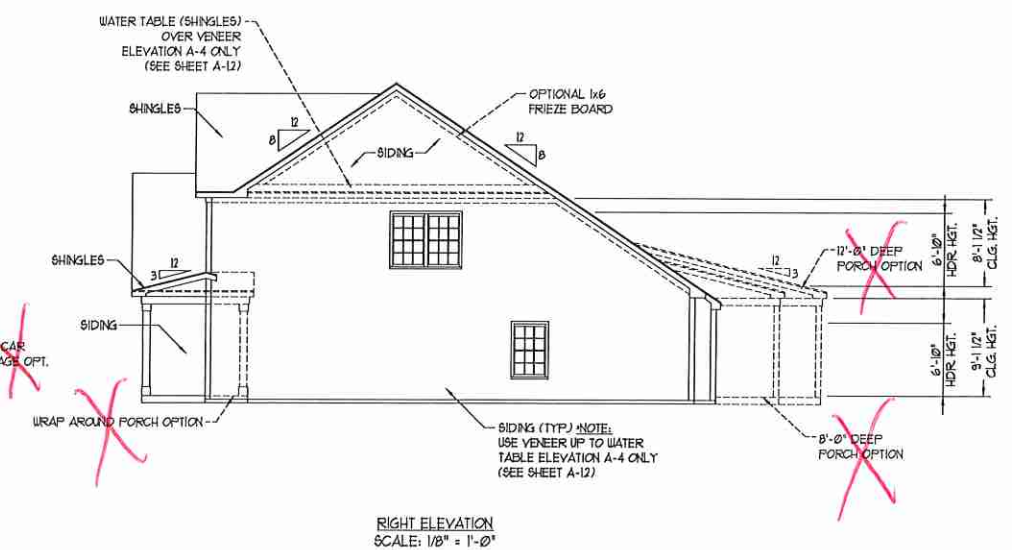 WATER TABLE (SHINGLES)
OVER VENEER
ELEVATION A-4 ONLY
(SEE SHEET A-12)
SHINGLES
OPTIONAL 1x6
FRIEZE BOARD
12
8
12
8
SIDING
SHINGLES
12
3
12
3
12'-0" DEEP
PORCH OPTION
6'-10"
HDR. HGT.
8'-1 1/2"
CLG. HGT.
SIDING
CAR
AGE OPT.
6'-10"
HDR. HGT.
9'-1 1/2"
CLG. HGT.
WRAP AROUND PORCH OPTION
SIDING (TYP.) *NOTE:
USE VENEER UP TO WATER
TABLE ELEVATION A-4 ONLY
(SEE SHEET A-12)
8'-0" DEEP
PORCH OPTION
RIGHT ELEVATION
SCALE: 1/8" = 1'-0"